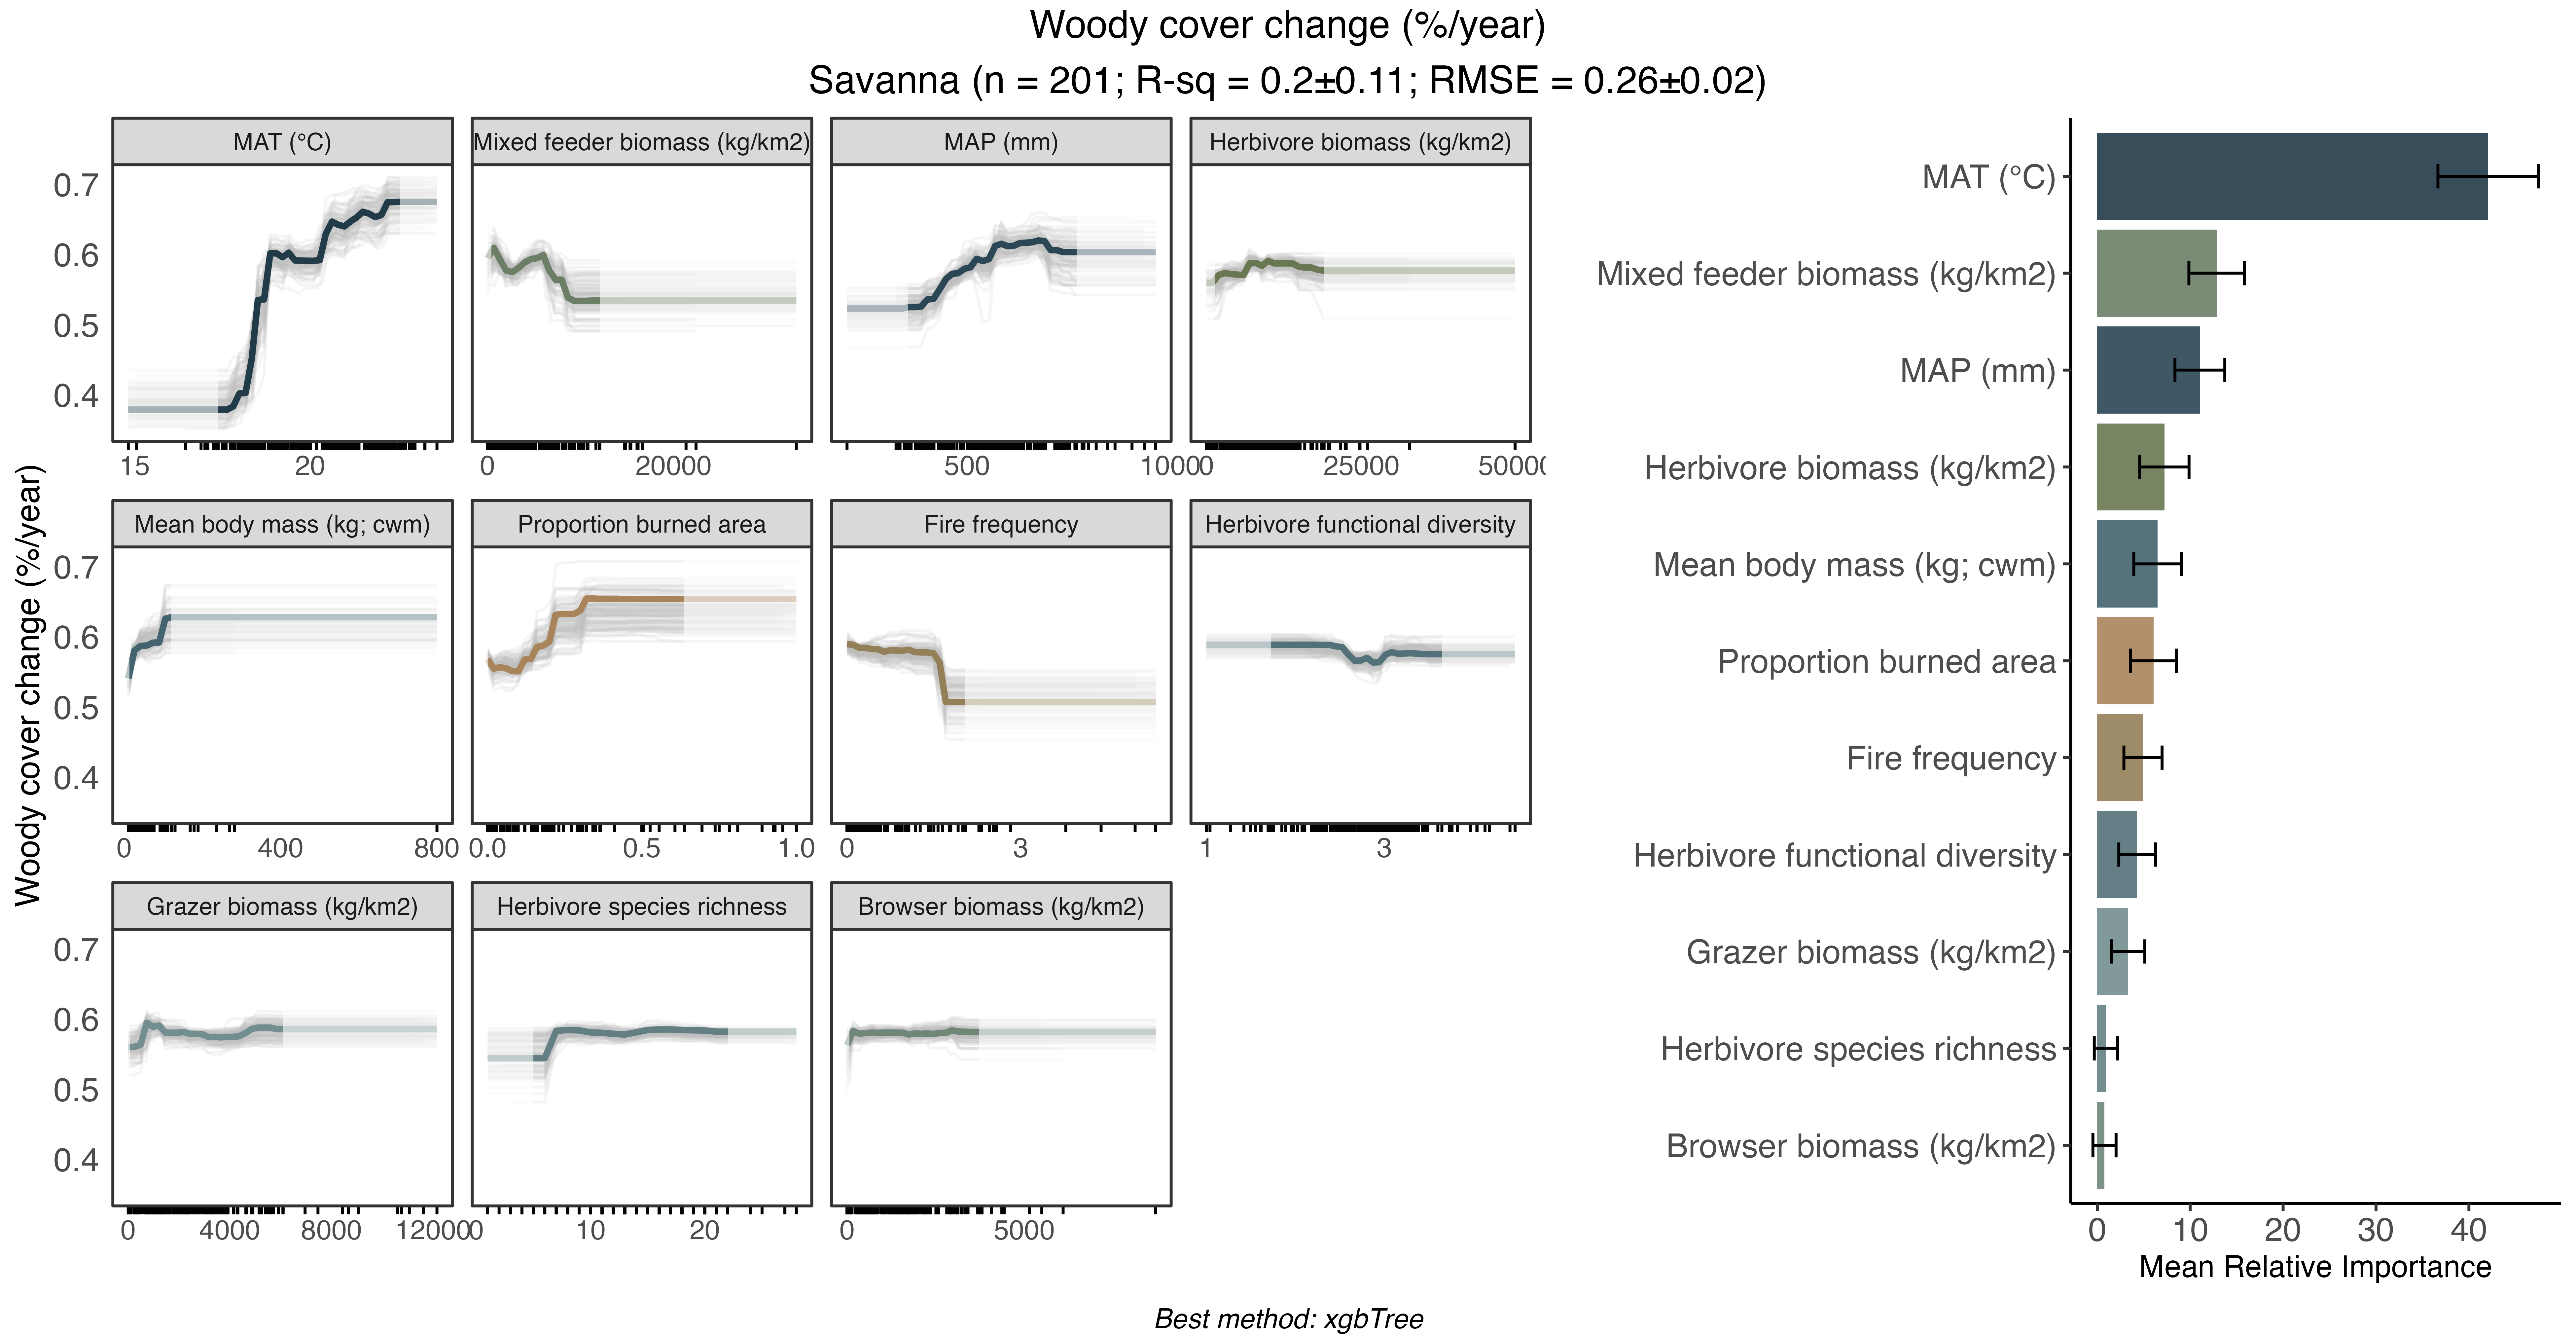 Woody cover change (%/year)
Savanna (n = 201; R-sq = 0.2±0.11; RMSE = 0.26±0.02)
Woody cover change (%/year)
MAT (°C)
Mixed feeder biomass (kg/km2)
MAP (mm)
Herbivore biomass (kg/km2)
0.7
0.6
0.5
0.4
15 20
0 20000
500 1000
0 25000 50000
Mean body mass (kg; cwm)
Proportion burned area
Fire frequency
Herbivore functional diversity
0.7
0.6
0.5
0.4
0 400 800
0.0 0.5 1.0
0 3
1 3
Grazer biomass (kg/km2)
Herbivore species richness
Browser biomass (kg/km2)
0.7
0.6
0.5
0.4
0 4000 8000 12000
0 10 20
0 5000
MAT (°C)
Mixed feeder biomass (kg/km2)
MAP (mm)
Herbivore biomass (kg/km2)
Mean body mass (kg; cwm)
Proportion burned area
Fire frequency
Herbivore functional diversity
Grazer biomass (kg/km2)
Herbivore species richness
Browser biomass (kg/km2)
0 10 20 30 40
Mean Relative Importance
Best method: xgbTree